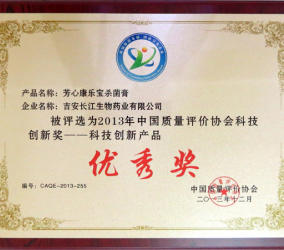 产品名称：芳心康乐宝杀菌膏
企业名称：吉安长江生物药业有限公司
被评选为2013年中国质量评价协会科技
创新奖——科技创新产品
优秀奖
编号：CAQE-2013-255
中国质量评价协会
二〇一三年十二月